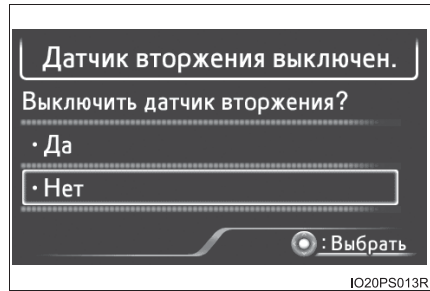 Датчик вторжения выключен.
Выключить датчик вторжения?
· Да
· Нет
: Выбрать
IO20PS013R